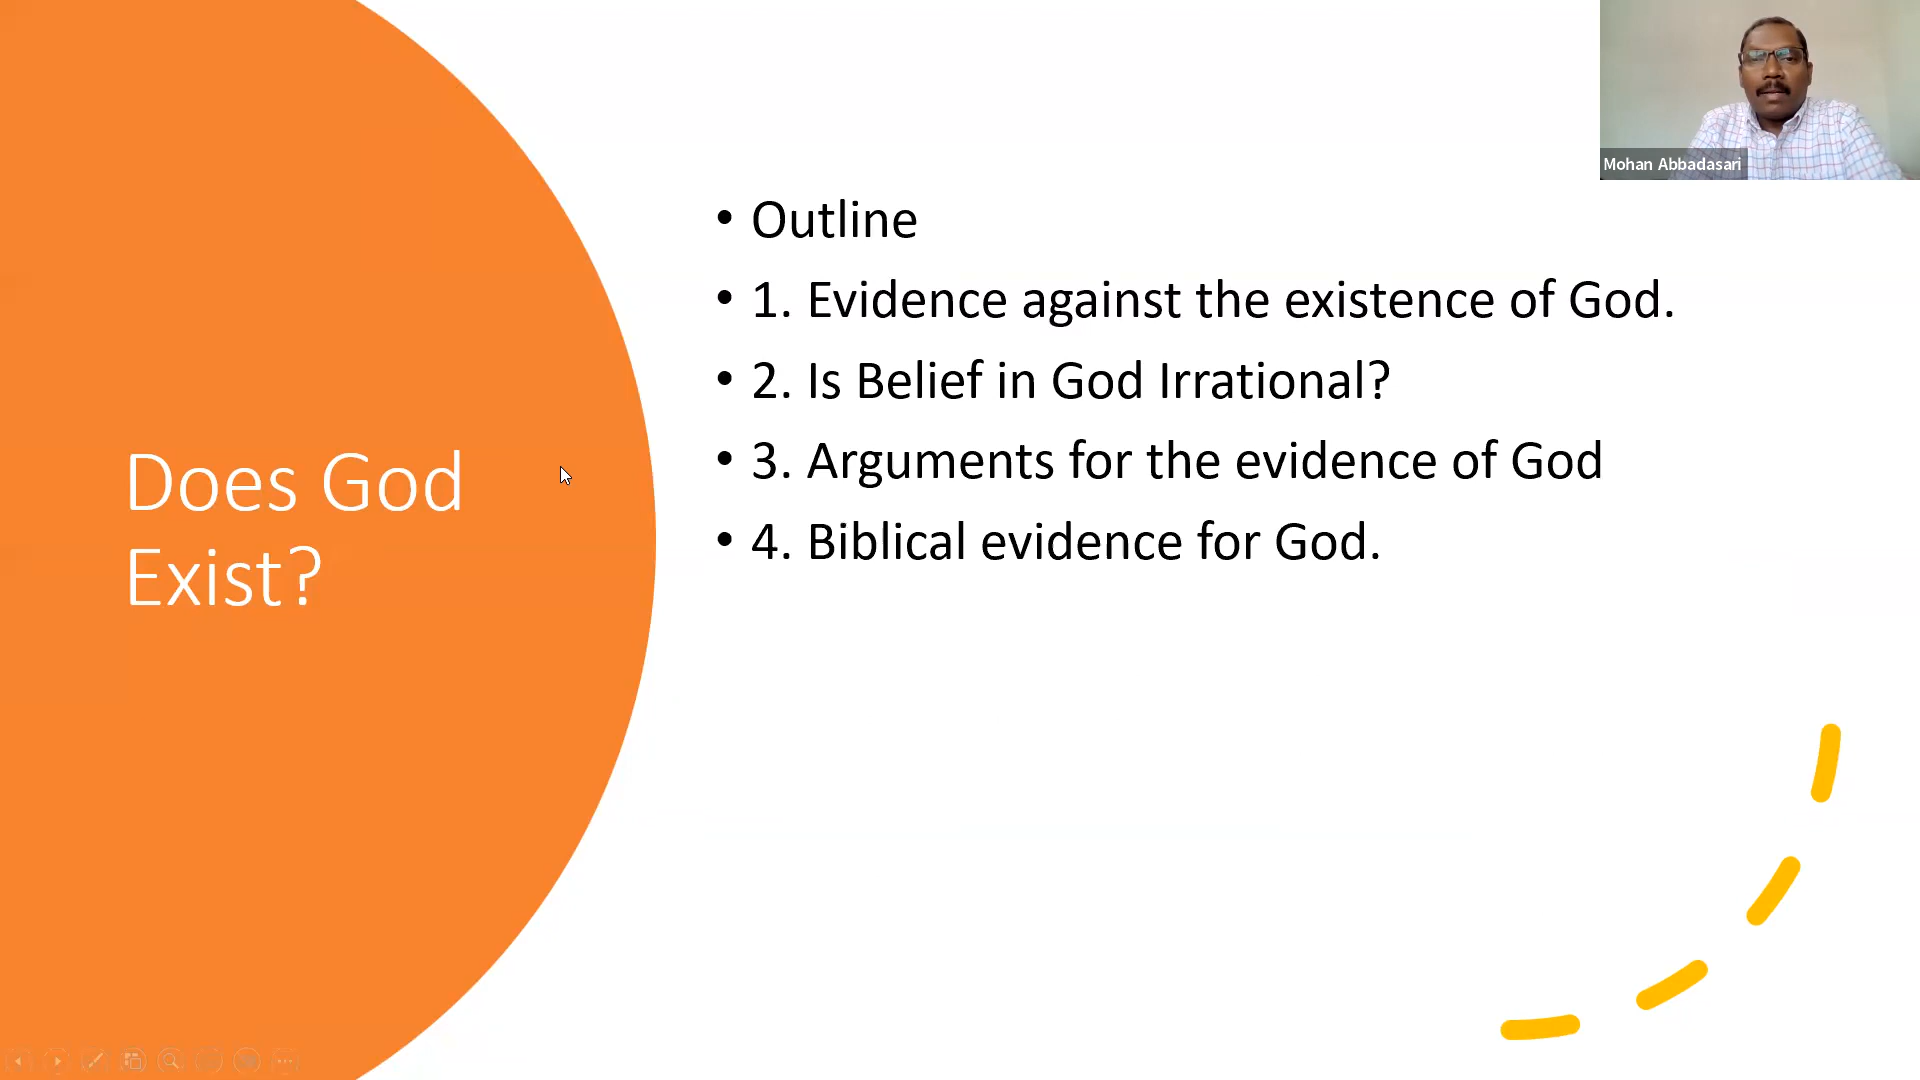 Mohan Abbadasari
Does God
Exist?
• Outline
• 1. Evidence against the existence of God.
• 2. Is Belief in God Irrational?
• 3. Arguments for the evidence of God
• 4. Biblical evidence for God.